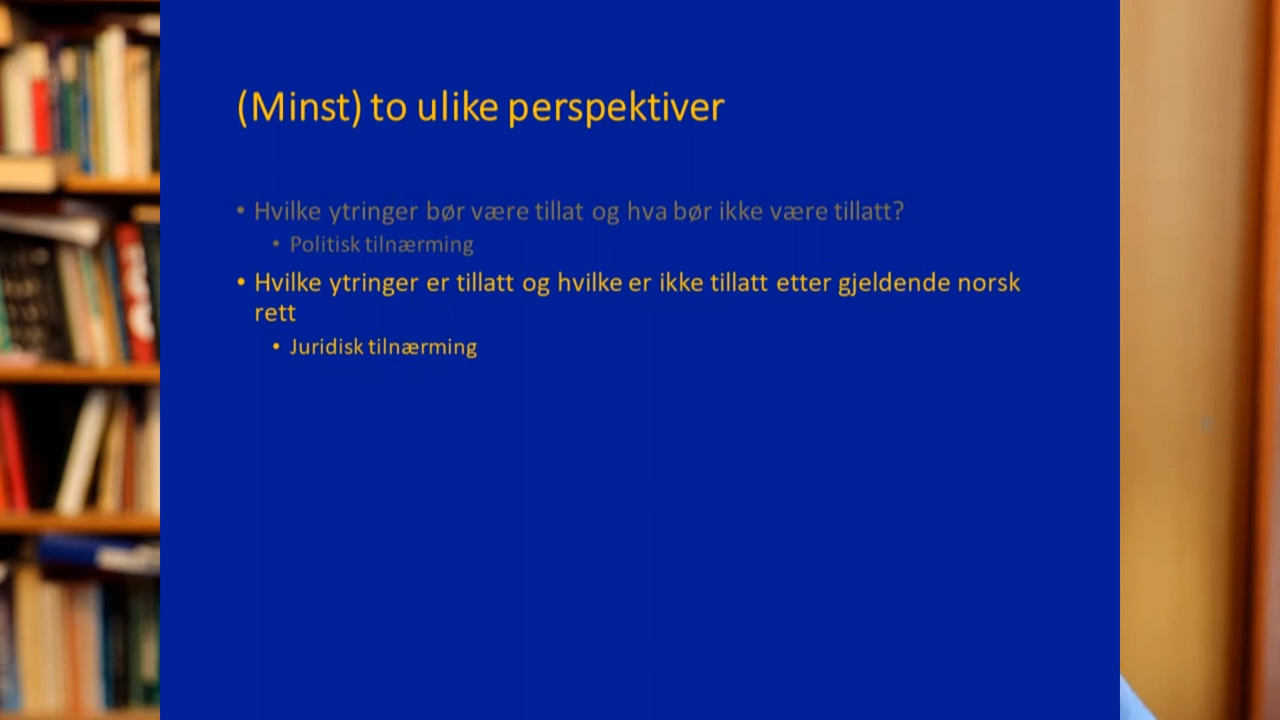 (Minst) to ulike perspektiver
• Hvilke ytringer bør være tillat og hva bør ikke være tillatt?
• Politisk tilnærming
• Hvilke ytringer er tillatt og hvilke er ikke tillatt etter gjeldende norsk
rett
• Juridisk tilnærming